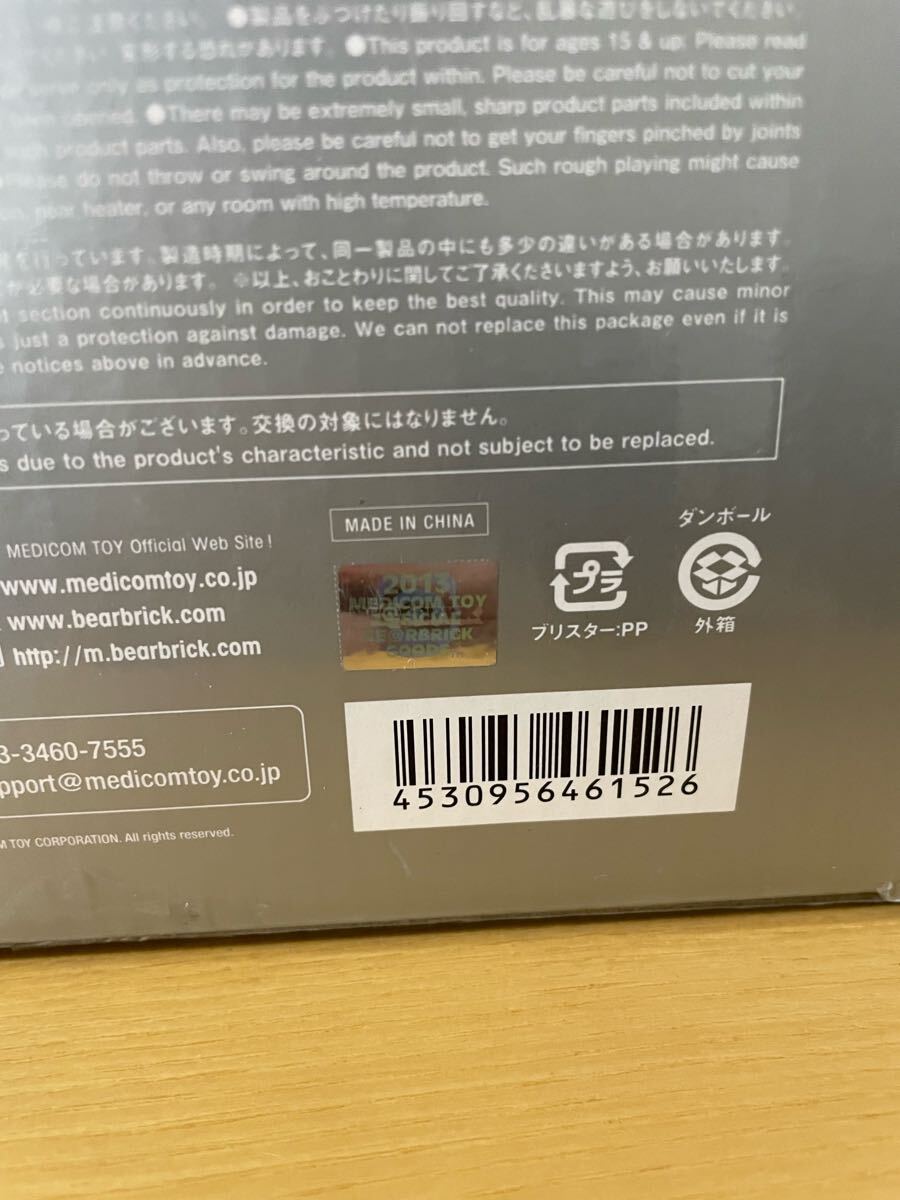 ●製品をぶつけたり振り回すなど、乱暴な遊びをしないでください。
変形する恐れがあります。●This product is for ages 15 & up. Please read
serve only as protection for the product within. Please be careful not to cut your
been opened. ●There may be extremely small, sharp product parts included within
product parts. Also, please be careful not to get your fingers pinched by joints
●Please do not throw or swing around the product. Such rough playing might cause
near heater, or any room with high temperature.
を行っています。製造時期によって、同一製品の中にも多少の違いがある場合があります。
が必要な場合があります。 ※以上、おことわりに関してご了承くださいますよう、お願いいたします。
section continuously in order to keep the best quality. This may cause minor
just a protection against damage. We can not replace this package even if it is
notices above in advance.
っている場合がございます。交換の対象にはなりません。
s due to the product's characteristic and not subject to be replaced.
MADE IN CHINA
MEDICOM TOY Official Web Site!
www.medicomtoy.co.jp
www.bearbrick.com
http://m.bearbrick.com
2013
MEDICOM TOY
OFFICIAL
BE@RBRICK
GOODS
プラ
ブリスター:PP
ダンボール
外箱
3-3460-7555
pport@medicomtoy.co.jp
M TOY CORPORATION. All rights reserved.
4530956461526